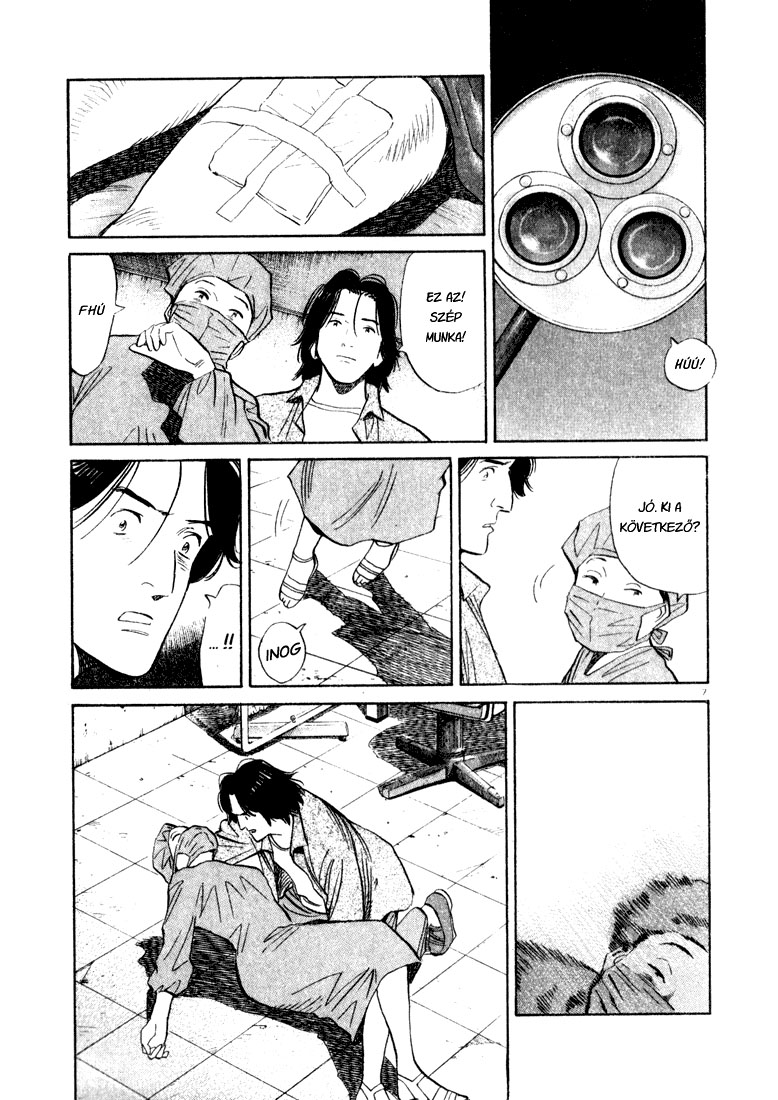 HÚÚ!
EZ AZ!
SZÉP
MUNKA!
FHÚ
JÓ. KI A
KÖVETKEZŐ?
INOG
...!!
7